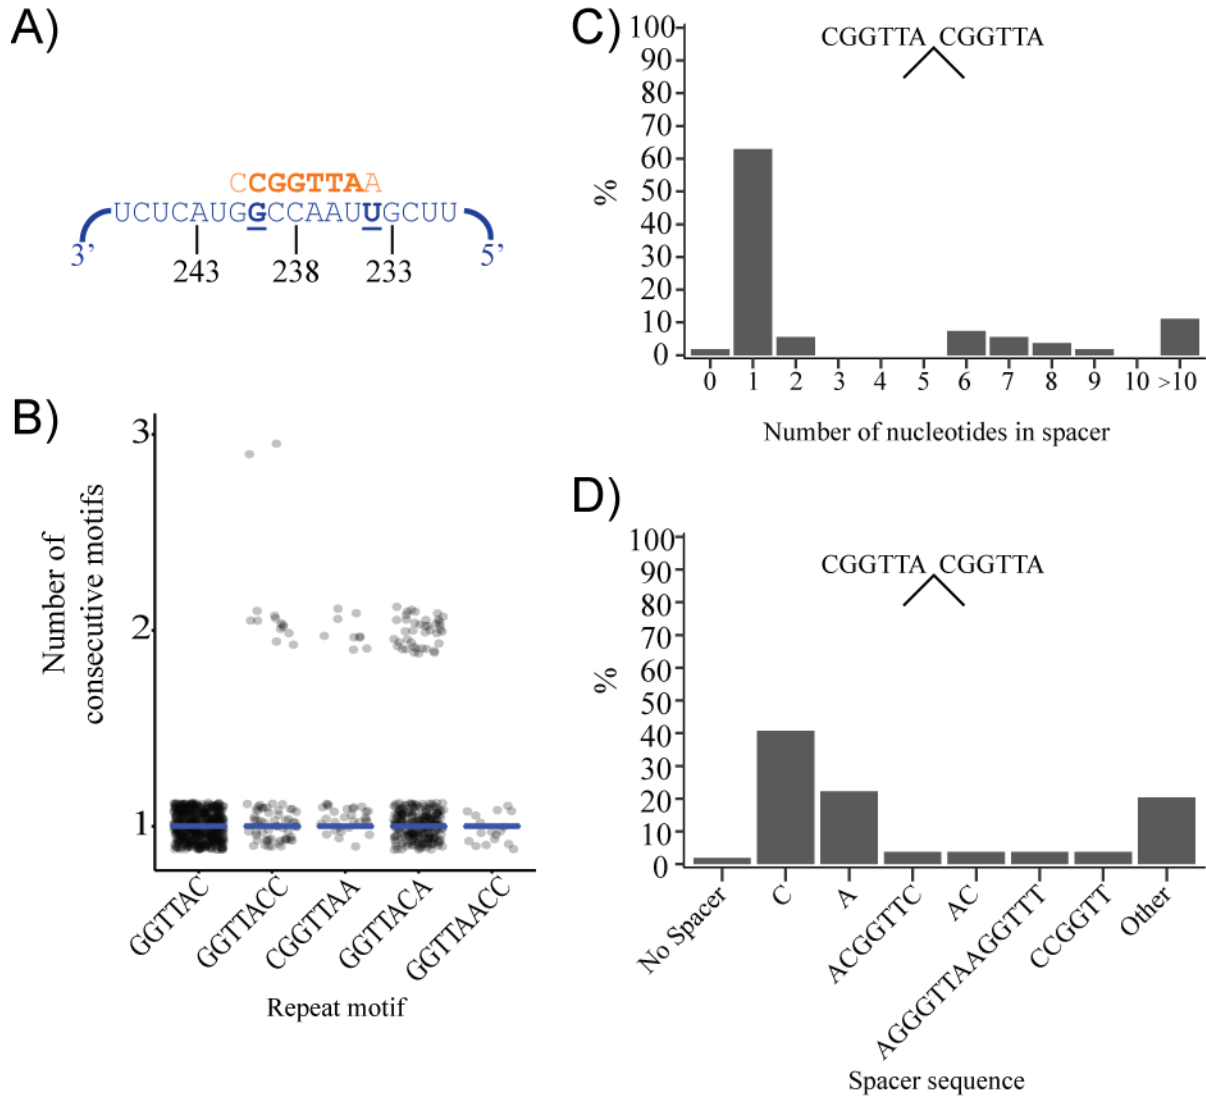 A)
CCGGTTAA
UCUCAUGGCCAAUUGCUU
3’ 5’
243 238 233
B)
Number of
consecutive motifs
3
2
1
GGTTAC
GGTTACC
CGGTTAA
GGTTACA
GGTTAACC
Repeat motif
C)
CGGTTA CGGTTA
%
100
90
80
70
60
50
40
30
20
10
0
0 1 2 3 4 5 6 7 8 9 10 >10
Number of nucleotides in spacer
D)
CGGTTA CGGTTA
%
100
90
80
70
60
50
40
30
20
10
0
No Spacer
C
A
ACGGTTC
AC
AGGGTTAAGGTTT
CCGGTT
Other
Spacer sequence